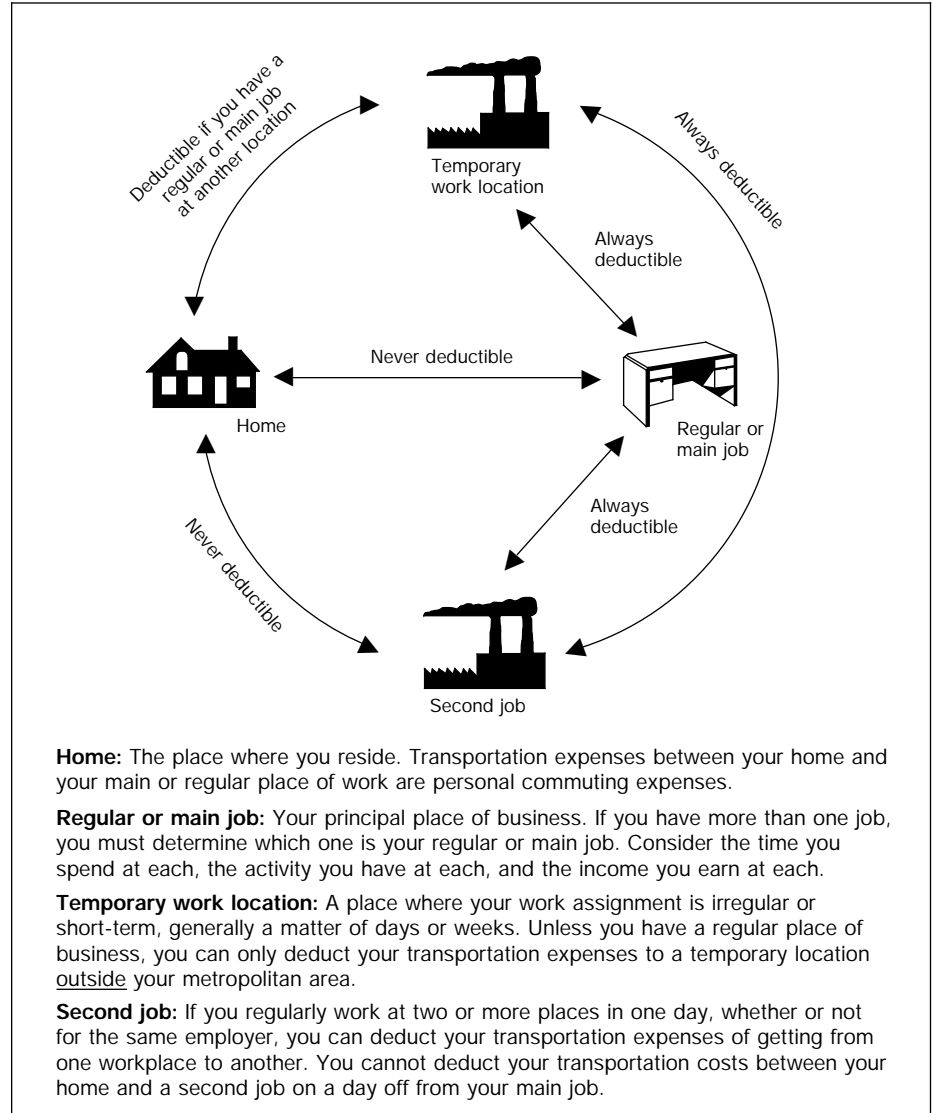 Deductible if you have a
regular or main job
at another location
Temporary
work location
Always deductible
Always
deductible
Never deductible
Home
Regular or
main job
Always
deductible
Never deductible
Second job
Home: The place where you reside. Transportation expenses between your home and
your main or regular place of work are personal commuting expenses.
Regular or main job: Your principal place of business. If you have more than one job,
you must determine which one is your regular or main job. Consider the time you
spend at each, the activity you have at each, and the income you earn at each.
Temporary work location: A place where your work assignment is irregular or
short-term, generally a matter of days or weeks. Unless you have a regular place of
business, you can only deduct your transportation expenses to a temporary location
outside your metropolitan area.
Second job: If you regularly work at two or more places in one day, whether or not
for the same employer, you can deduct your transportation expenses of getting from
one workplace to another. You cannot deduct your transportation costs between your
home and a second job on a day off from your main job.